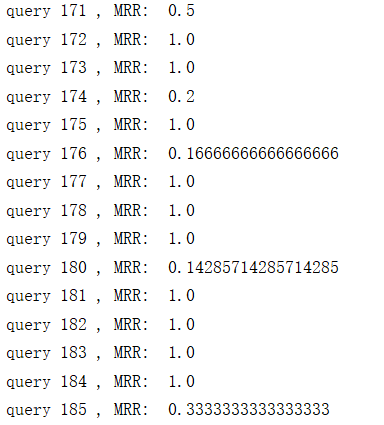 query 171 , MRR:  0.5
query 172 , MRR:  1.0
query 173 , MRR:  1.0
query 174 , MRR:  0.2
query 175 , MRR:  1.0
query 176 , MRR:  0.16666666666666666
query 177 , MRR:  1.0
query 178 , MRR:  1.0
query 179 , MRR:  1.0
query 180 , MRR:  0.14285714285714285
query 181 , MRR:  1.0
query 182 , MRR:  1.0
query 183 , MRR:  1.0
query 184 , MRR:  1.0
query 185 , MRR:  0.3333333333333333